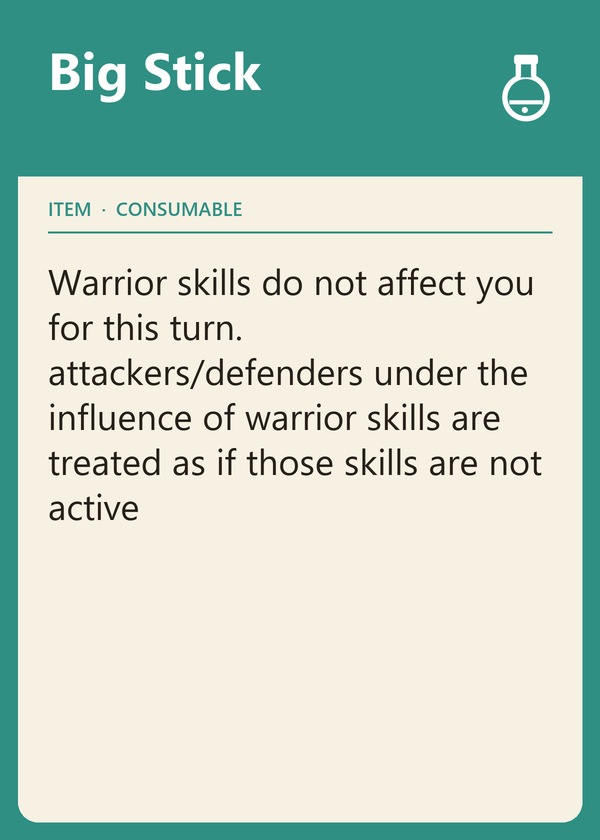 Big Stick
ITEM · CONSUMABLE
Warrior skills do not affect you
for this turn.
attackers/defenders under the
influence of warrior skills are
treated as if those skills are not
active